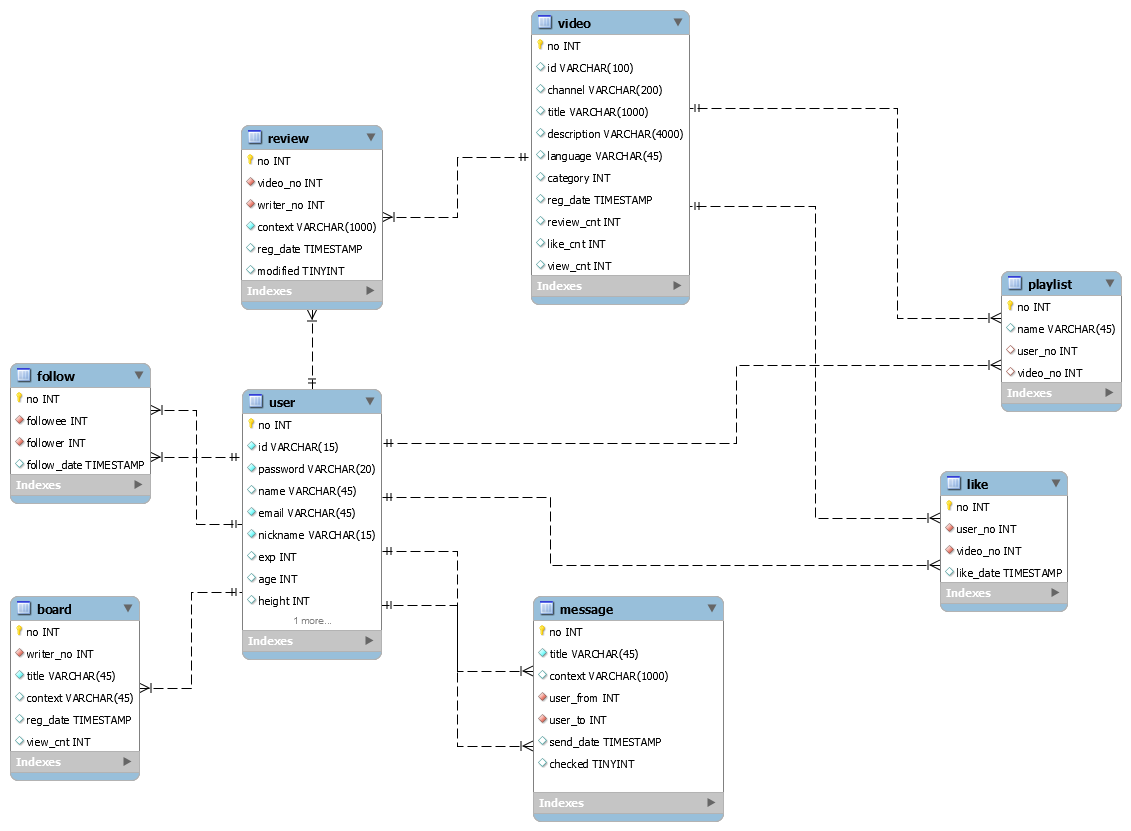 video
no INT
id VARCHAR(100)
channel VARCHAR(200)
title VARCHAR(1000)
description VARCHAR(4000)
language VARCHAR(45)
category INT
reg_date TIMESTAMP
review_cnt INT
like_cnt INT
view_cnt INT
Indexes
review
no INT
video_no INT
writer_no INT
context VARCHAR(1000)
reg_date TIMESTAMP
modified TINYINT
Indexes
playlist
no INT
name VARCHAR(45)
user_no INT
video_no INT
Indexes
follow
no INT
followee INT
follower INT
follow_date TIMESTAMP
Indexes
user
no INT
id VARCHAR(15)
password VARCHAR(20)
name VARCHAR(45)
email VARCHAR(45)
nickname VARCHAR(15)
exp INT
age INT
height INT
1 more...
Indexes
like
no INT
user_no INT
video_no INT
like_date TIMESTAMP
Indexes
board
no INT
writer_no INT
title VARCHAR(45)
context VARCHAR(45)
reg_date TIMESTAMP
view_cnt INT
Indexes
message
no INT
title VARCHAR(45)
context VARCHAR(1000)
user_from INT
user_to INT
send_date TIMESTAMP
checked TINYINT
Indexes